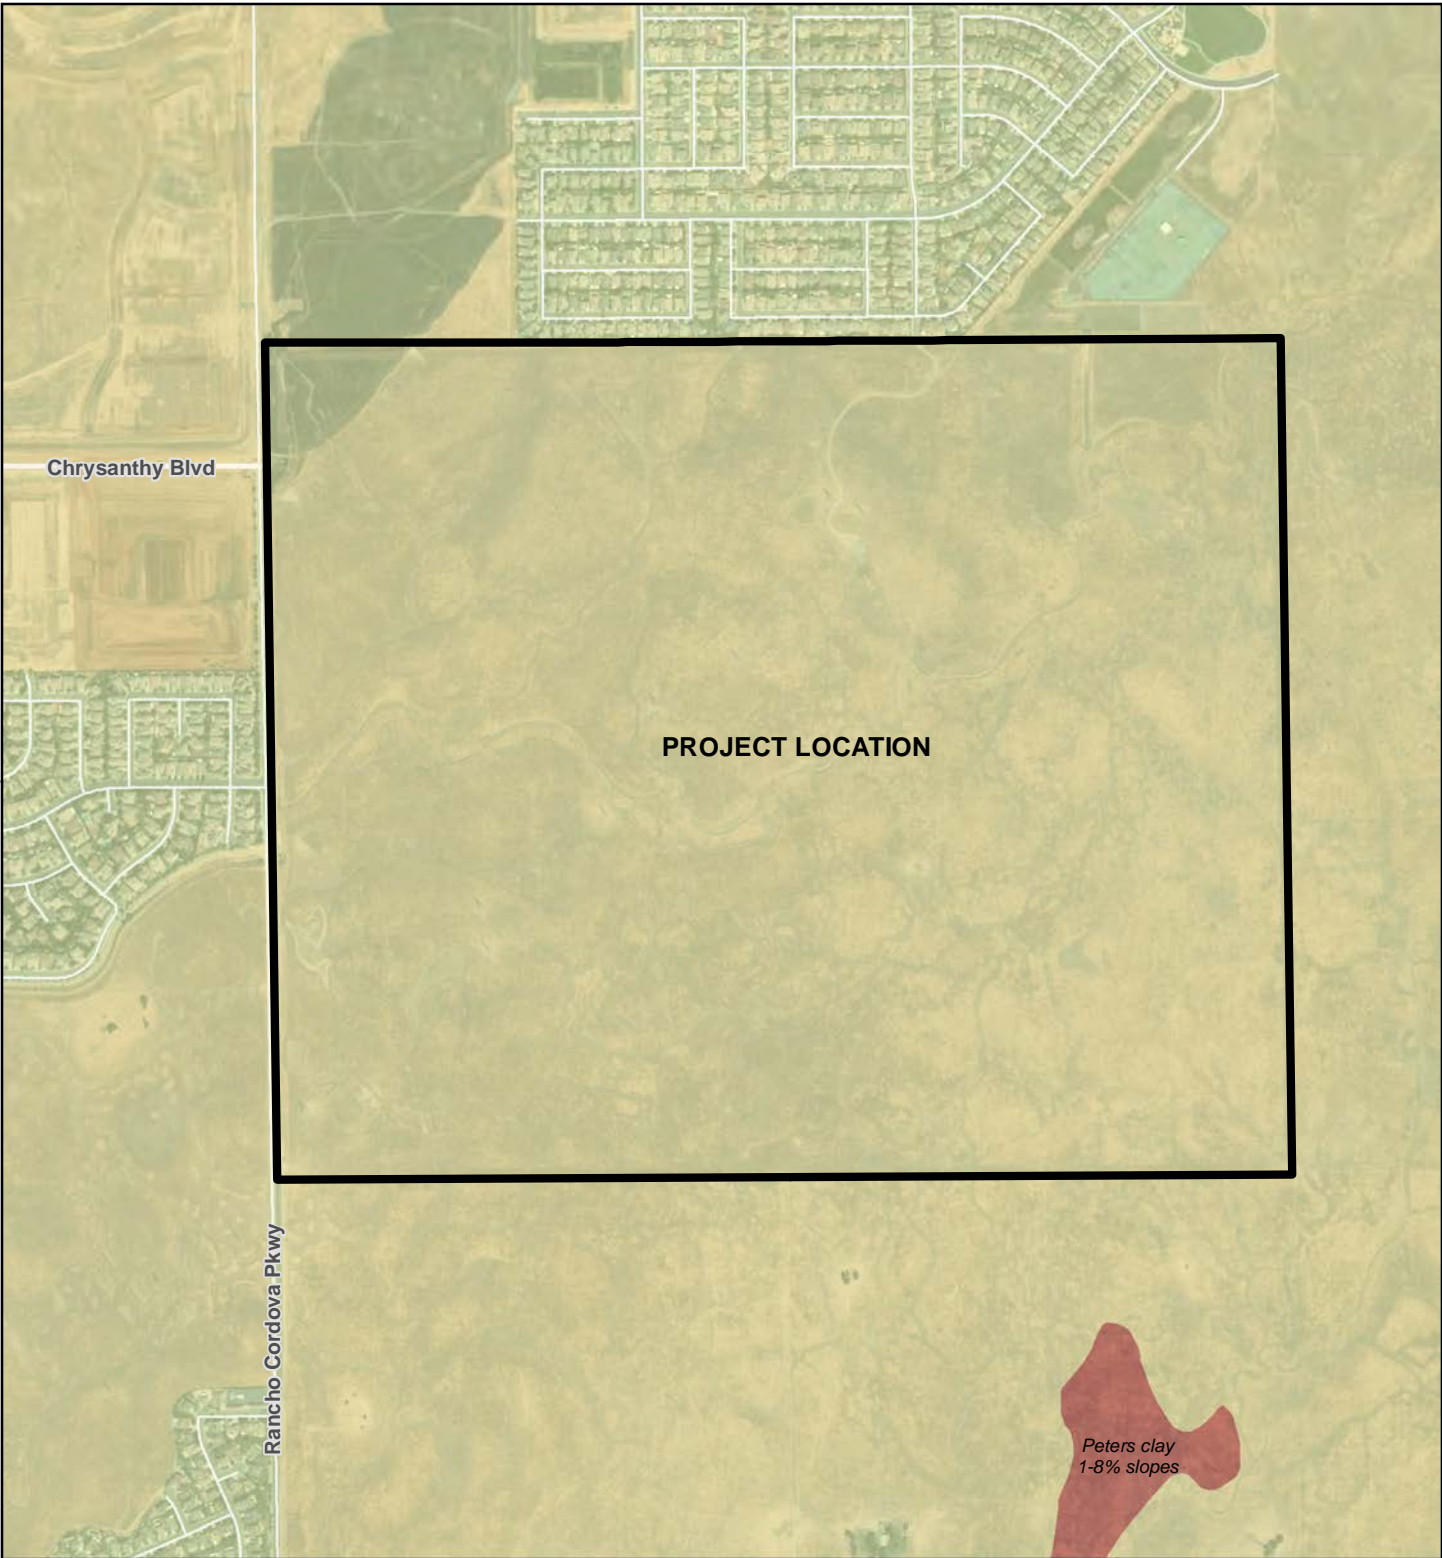 Chrysanthy Blvd
PROJECT LOCATION
Rancho Cordova Pkwy
Peters clay
1-8% slopes